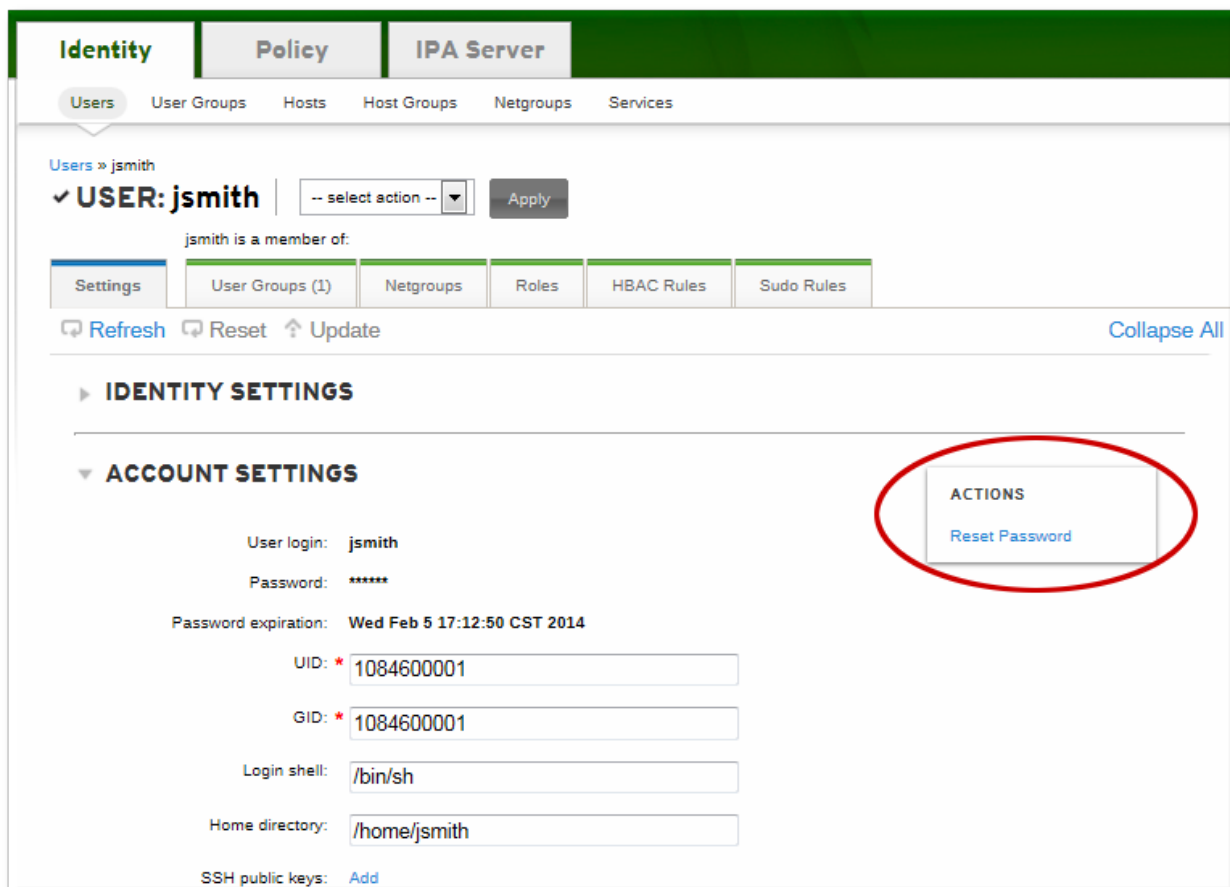 Identity Policy IPA Server
Users User Groups Hosts Host Groups Netgroups Services
Users » jsmith
USER: jsmith -- select action -- Apply
jsmith is a member of:
Settings User Groups (1) Netgroups Roles HBAC Rules Sudo Rules
Refresh Reset Update Collapse All
IDENTITY SETTINGS
ACCOUNT SETTINGS
ACTIONS
Reset Password
User login: jsmith
Password: ******
Password expiration: Wed Feb 5 17:12:50 CST 2014
UID: * 1084600001
GID: * 1084600001
Login shell: /bin/sh
Home directory: /home/jsmith
SSH public keys: Add